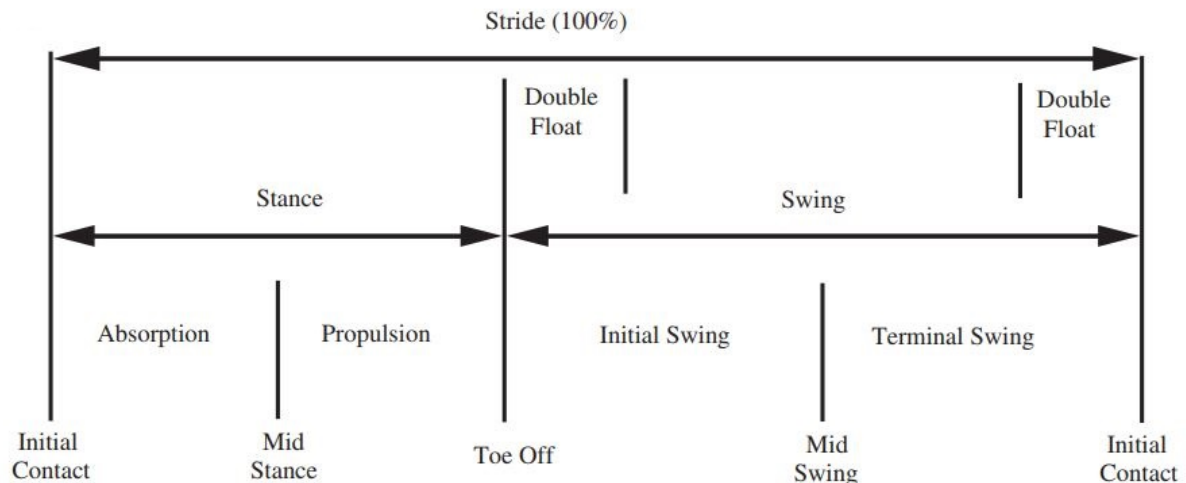 Stride (100%)
Double
Float
Double
Float
Stance
Swing
Absorption
Propulsion
Initial Swing
Terminal Swing
Initial
Contact
Mid
Stance
Toe Off
Mid
Swing
Initial
Contact